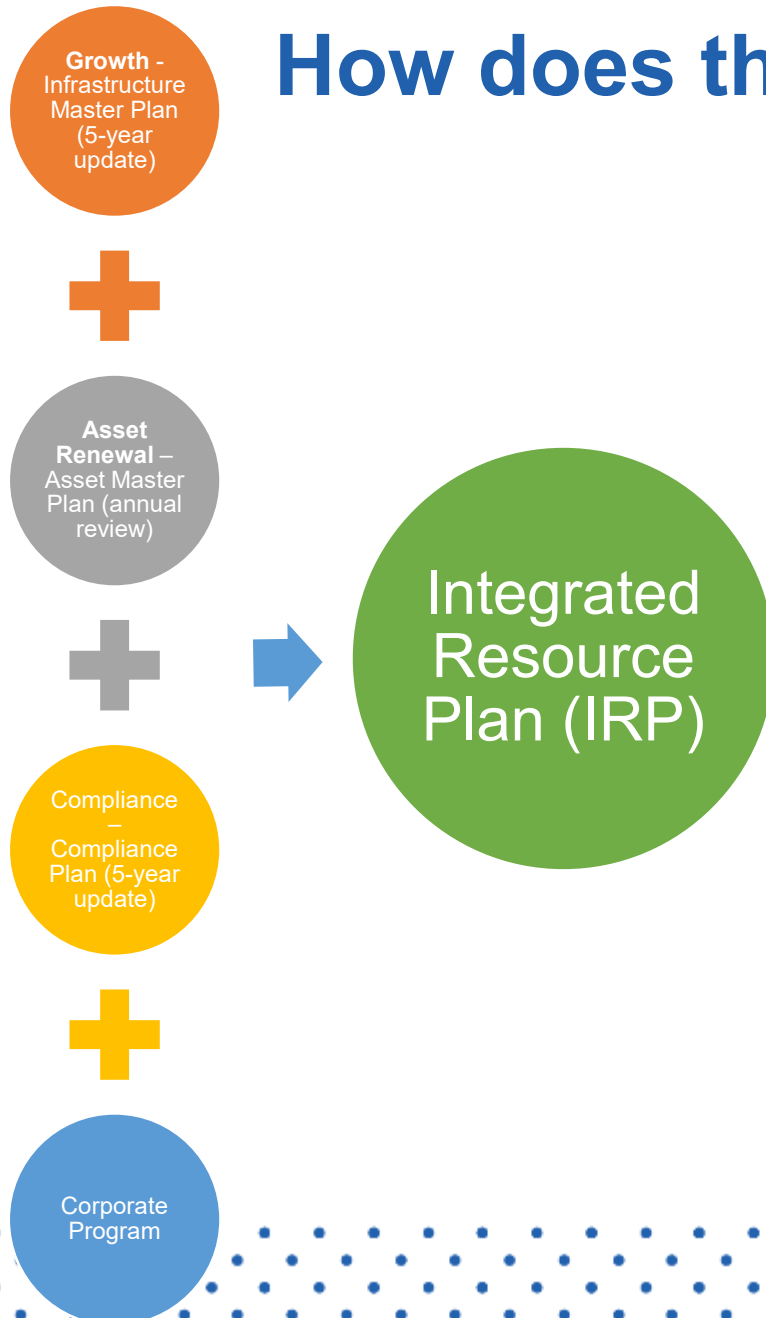 How does th
Growth -
Infrastructure
Master Plan
(5-year
update)
Asset
Renewal –
Asset Master
Plan (annual
review)
Compliance
–
Compliance
Plan (5-year
update)
Corporate
Program
Integrated
Resource
Plan (IRP)